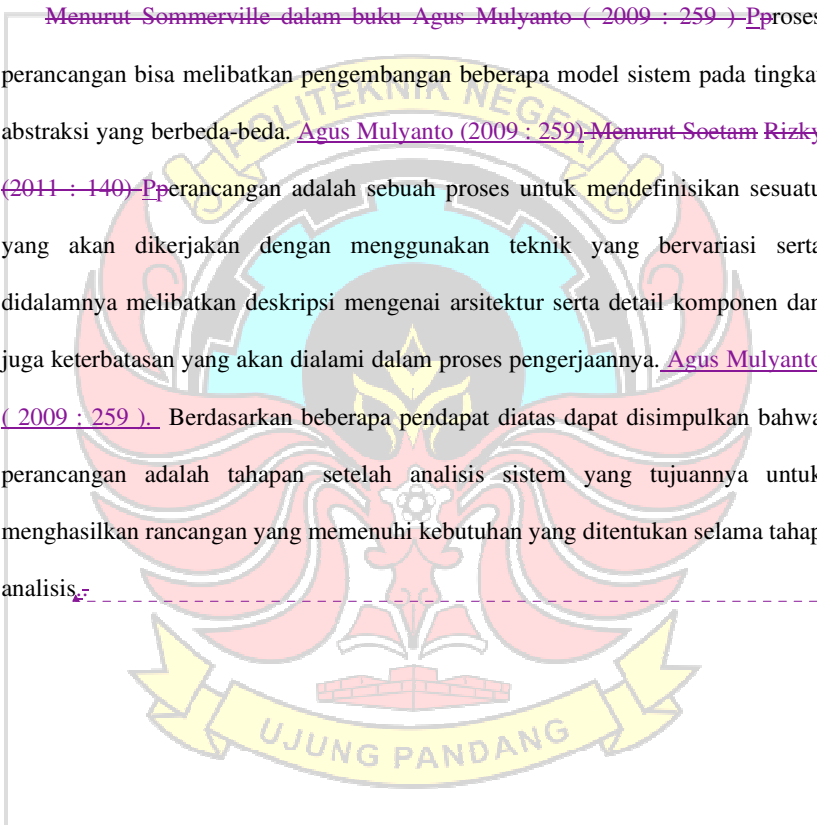 Menurut Sommerville dalam buku Agus Mulyanto ( 2009 : 259 ) Pproses
perancangan bisa melibatkan pengembangan beberapa model sistem pada tingkat
abstraksi yang berbeda-beda. Agus Mulyanto (2009 : 259) Menurut Soetam Rizky
(2011 : 140) Pperancangan adalah sebuah proses untuk mendefinisikan sesuatu
yang akan dikerjakan dengan menggunakan teknik yang bervariasi serta
didalamnya melibatkan deskripsi mengenai arsitektur serta detail komponen dan
juga keterbatasan yang akan dialami dalam proses pengerjaannya. Agus Mulyanto
( 2009 : 259 ). Berdasarkan beberapa pendapat diatas dapat disimpulkan bahwa
perancangan adalah tahapan setelah analisis sistem yang tujuannya untuk
menghasilkan rancangan yang memenuhi kebutuhan yang ditentukan selama tahap
analisis..
POLITEKNIK NEGERI
UJUNG PANDANG